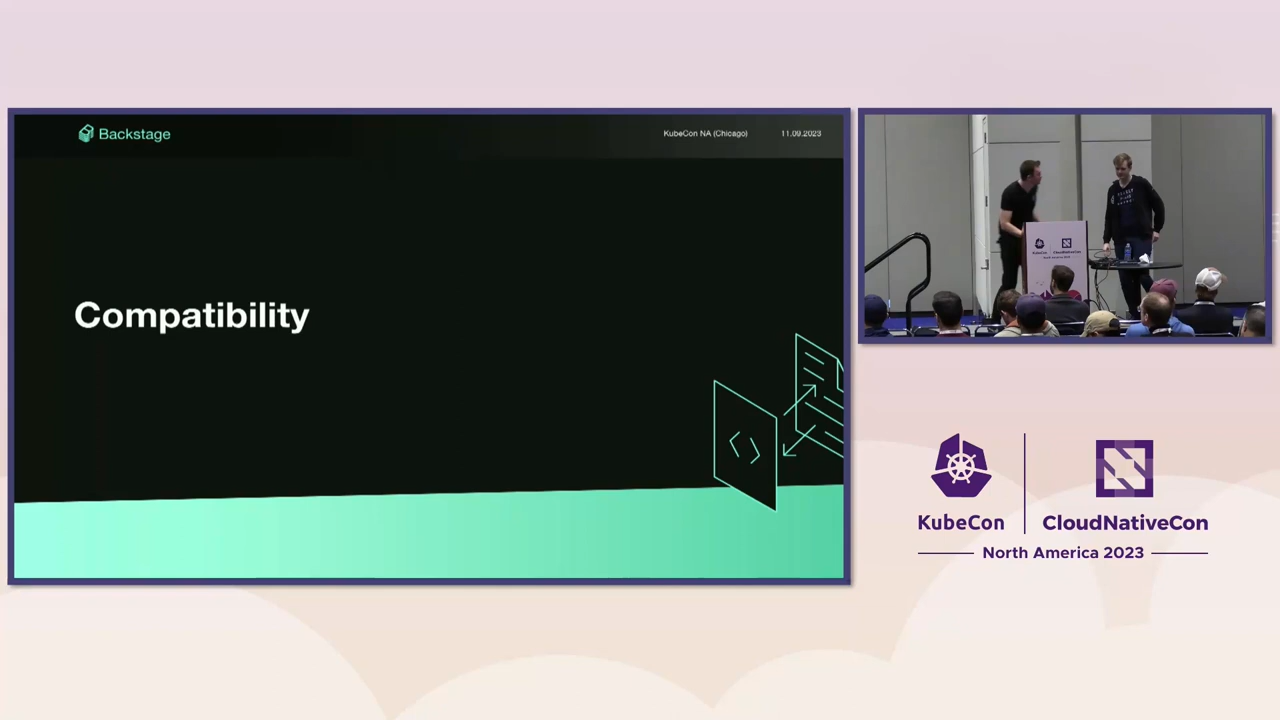 Backstage
KubeCon NA (Chicago)
11.09.2023
Compatibility
KubeCon
CloudNativeCon
North America 2023